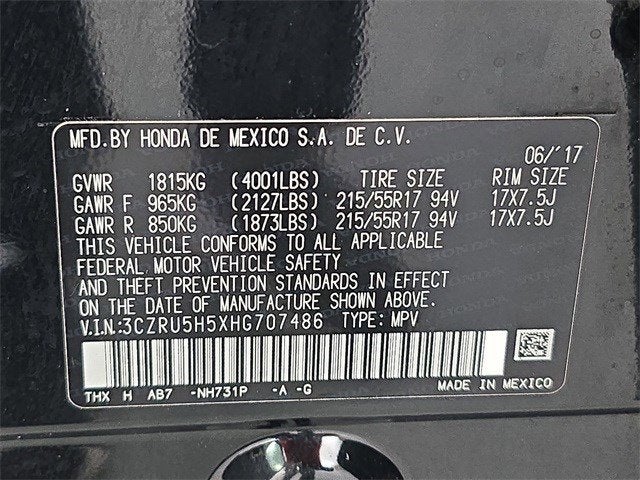 MFD.BY HONDA DE MEXICO S.A. DE C.V.
06/'17
GVWR 1815KG (4001LBS) TIRE SIZE RIM SIZE
GAWR F 965KG (2127LBS) 215/55R17 94V 17X7.5J
GAWR R 850KG (1873LBS) 215/55R17 94V 17X7.5J
THIS VEHICLE CONFORMS TO ALL APPLICABLE
FEDERAL MOTOR VEHICLE SAFETY
AND THEFT PREVENTION STANDARDS IN EFFECT
ON THE DATE OF MANUFACTURE SHOWN ABOVE.
V.I.N:3CZRU5H5XHG707486 TYPE: MPV
THX H AB7 -NH731P -A -G
MADE IN MEXICO